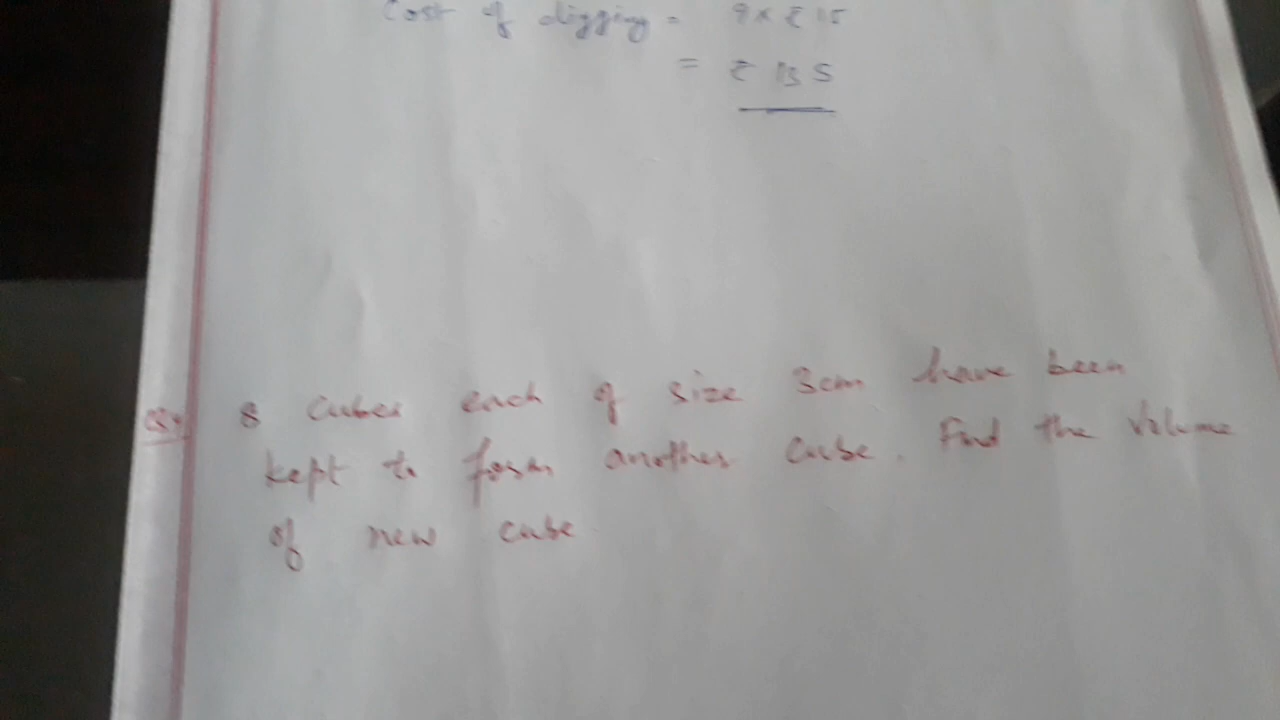 Cost of digging = 9 x ₹ 15
= ₹ 135
Q4 8 cubes each of size 3cm have been
kept to form another cube. Find the volume
of new cube